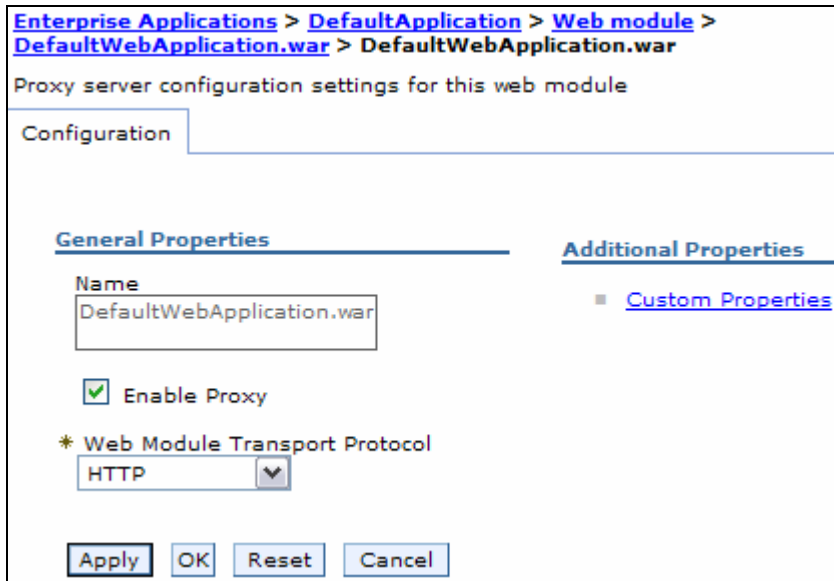 Enterprise Applications > DefaultApplication > Web module >
DefaultWebApplication.war > DefaultWebApplication.war
Proxy server configuration settings for this web module
Configuration
General Properties
Name
DefaultWebApplication.war
Enable Proxy
* Web Module Transport Protocol
HTTP
Apply OK Reset Cancel
Additional Properties
Custom Properties